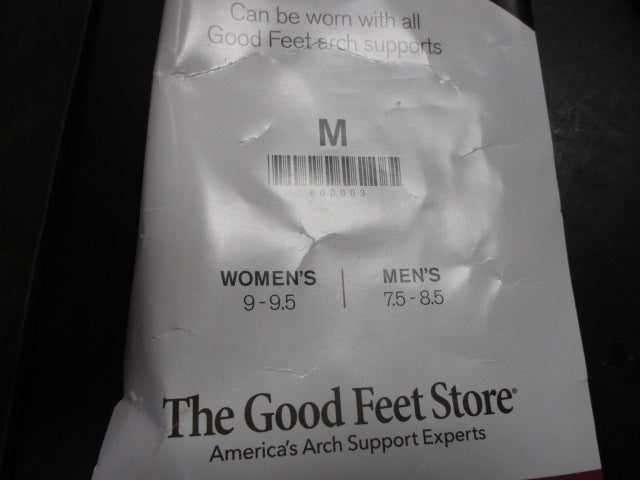 Can be worn with all
Good Feet arch supports
M
600003
WOMEN'S 9 - 9.5
MEN'S 7.5 - 8.5
The Good Feet Store®
America's Arch Support Experts